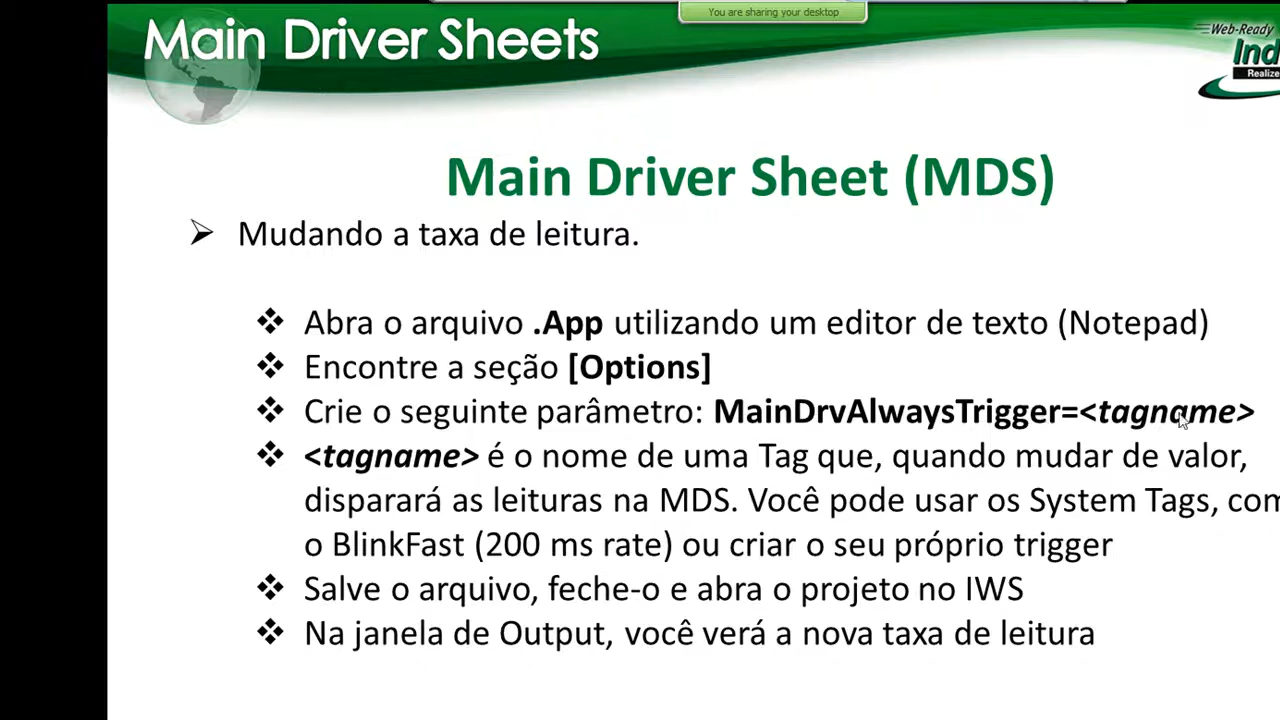 You are sharing your desktop
Main Driver Sheets
Web-Ready
Ind
Realize
Main Driver Sheet (MDS)
➢ Mudando a taxa de leitura.
❖ Abra o arquivo .App utilizando um editor de texto (Notepad)
❖ Encontre a seção [Options]
❖ Crie o seguinte parâmetro: MainDrvAlwaysTrigger=<tagname>
❖ <tagname> é o nome de uma Tag que, quando mudar de valor,
disparará as leituras na MDS. Você pode usar os System Tags, com
o BlinkFast (200 ms rate) ou criar o seu próprio trigger
❖ Salve o arquivo, feche-o e abra o projeto no IWS
❖ Na janela de Output, você verá a nova taxa de leitura